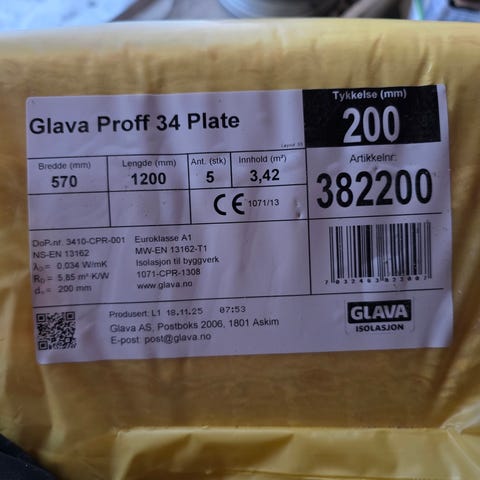 Glava Proff 34 Plate
Tykkelse (mm)
200
Bredde (mm) Lengde (mm) Ant. (stk) Innhold (m²)
570 1200 5 3,42
Artikkelnr:
382200
CE 1071/13
DoP-nr. 3410-CPR-001 Euroklasse A1
NS-EN 13162 MW-EN 13162-T1
λD = 0.034 W/mK Isolasjon til byggverk
RD = 5,85 m²·K/W 1071-CPR-1308
dN = 200 mm www.glava.no
Produsert: L1 18.11.25 07:53
Glava AS, Postboks 2006, 1801 Askim
E-post: post@glava.no
GLAVA
ISOLASJON